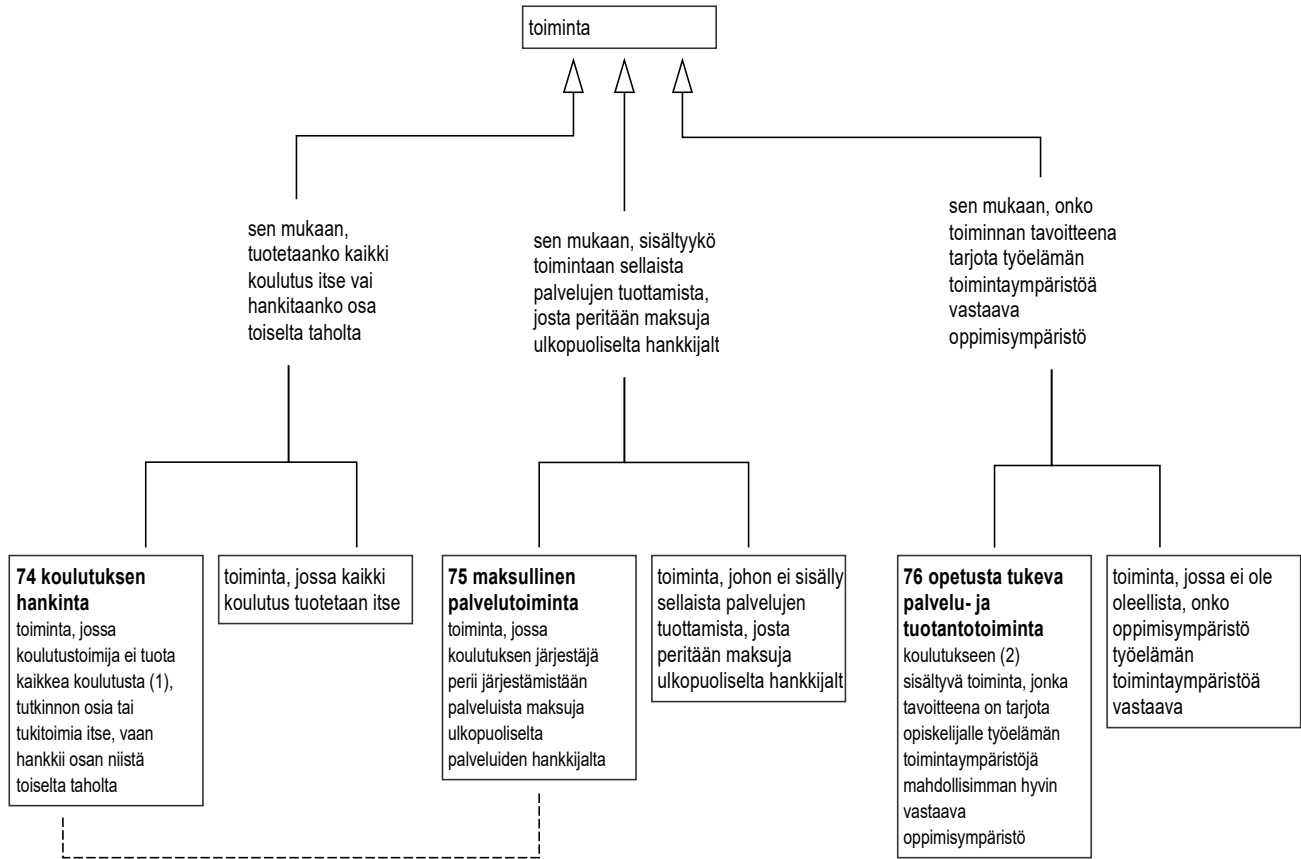 toiminta
sen mukaan,
tuotetaanko kaikki
koulutus itse vai
hankitaanko osa
toiselta taholta
sen mukaan, sisältyykö
toimintaan sellaista
palvelujen tuottamista,
josta peritään maksuja
ulkopuoliselta hankkijalt
sen mukaan, onko
toiminnan tavoitteena
tarjota työelämän
toimintaympäristöä
vastaava
oppimisympäristö
74 koulutuksen
hankinta
toiminta, jossa
koulutustoimija ei tuota
kaikkea koulutusta (1),
tutkinnon osia tai
tukitoimia itse, vaan
hankkii osan niistä
toiselta taholta
toiminta, jossa kaikki
koulutus tuotetaan itse
75 maksullinen
palvelutoiminta
toiminta, jossa
koulutuksen järjestäjä
perii järjestämistään
palveluista maksuja
ulkopuoliselta
palveluiden hankkijalta
toiminta, johon ei sisälly
sellaista palvelujen
tuottamista, josta
peritään maksuja
ulkopuoliselta hankkijalt
76 opetusta tukeva
palvelu- ja
tuotantotoiminta
koulutukseen (2)
sisältyvä toiminta, jonka
tavoitteena on tarjota
opiskelijalle työelämän
toimintaympäristöjä
mahdollisimman hyvin
vastaava
oppimisympäristö
toiminta, jossa ei ole
oleellista, onko
oppimisympäristö
työelämän
toimintaympäristöä
vastaava